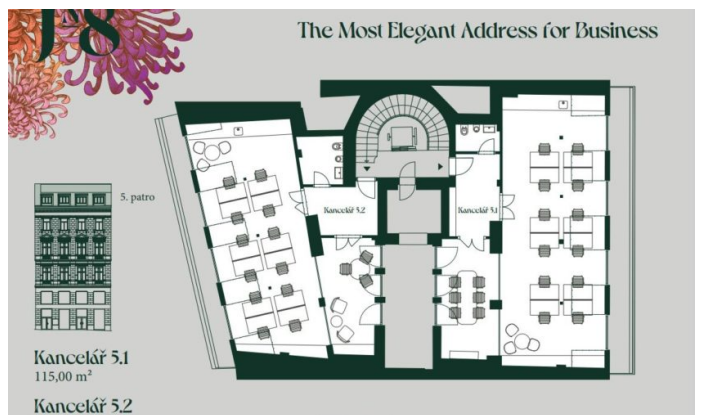 The Most Elegant Address for Business
5. patro
Kancelář 5.2
Kancelář 5.1
Kancelář 5.1
115,00 m²
Kancelář 5.2